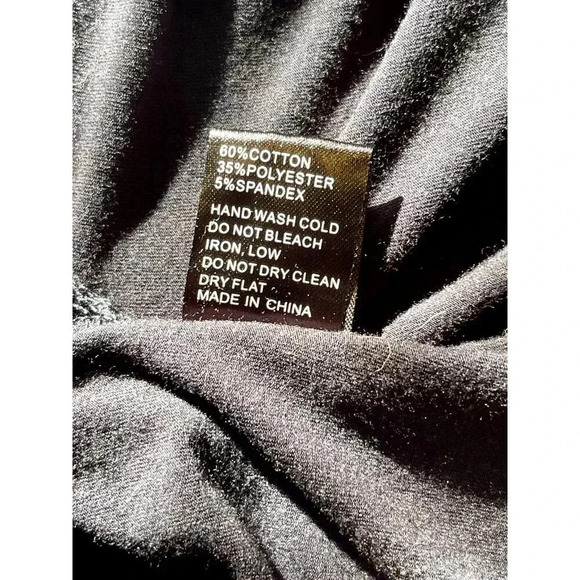 60%COTTON
35%POLYESTER
5%SPANDEX
HAND WASH COLD
DO NOT BLEACH
IRON, LOW
DO NOT DRY CLEAN
DRY FLAT
MADE IN CHINA